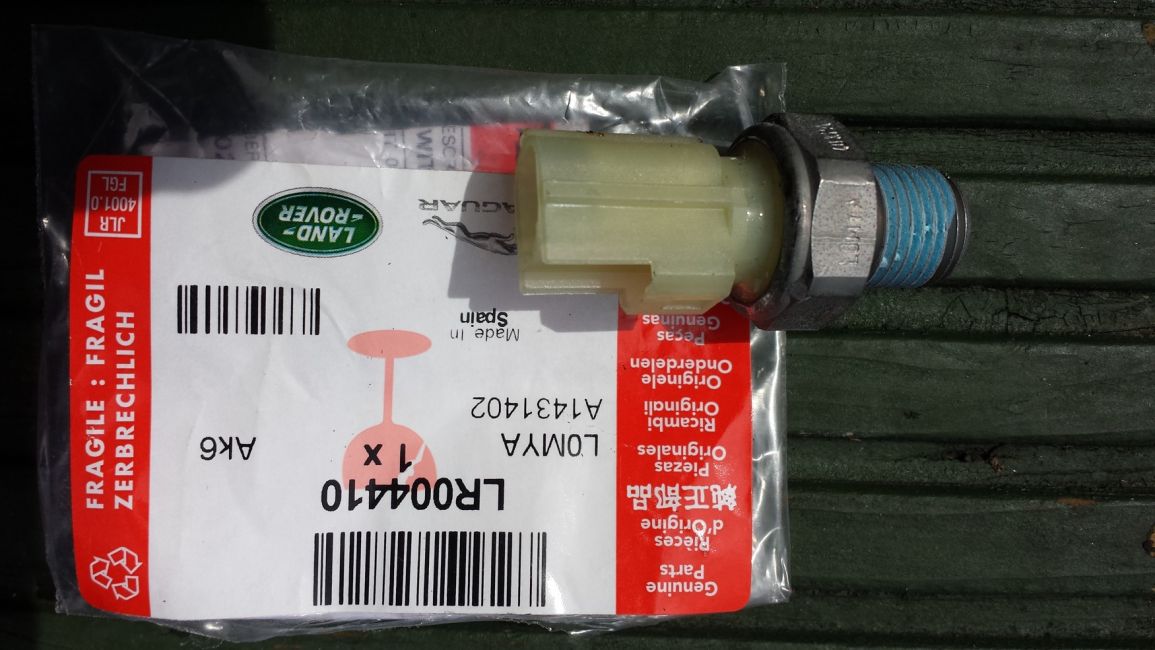 Genuine
Parts
Pièces
d'Origine
純正部品
Piezas
Originales
Ricambi
Originali
Originele
Onderdelen
Peças
Genuinas
LR004410
1 x
L0MYA
A1431402
Ak6
Made In
Spain
LAND-
ROVER
JAGUAR
JLR
4001.0
FGL
FRAGILE : FRAGIL
ZERBRECHLICH